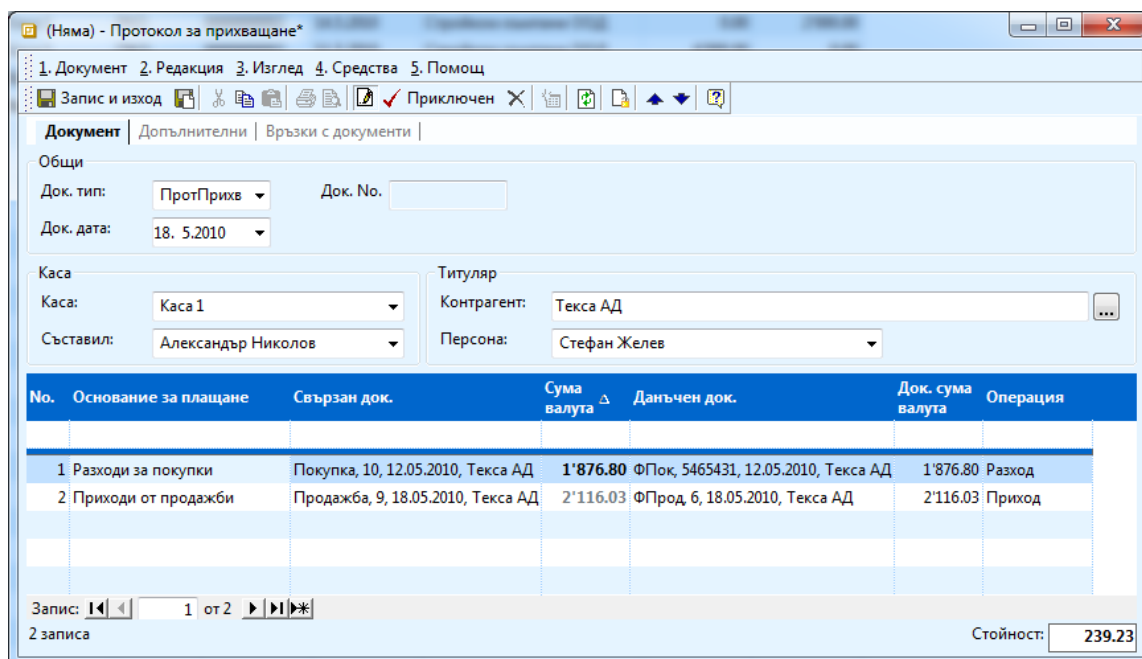 (Няма) - Протокол за прихващане*
1. Документ 2. Редакция 3. Изглед 4. Средства 5. Помощ
Запис и изход Приключен
Документ Допълнителни Връзки с документи
Общи
Док. тип: ПротПрихв Док. No.
Док. дата: 18. 5.2010
Каса Титуляр
Каса: Каса 1 Контрагент: Текса АД ...
Съставил: Александър Николов Персона: Стефан Желев
No. Основание за плащане Свързан док. Сума валута Данъчен док. Док. сума валута Операция
1 Разходи за покупки Покупка, 10, 12.05.2010, Текса АД 1'876.80 ФПок, 5465431, 12.05.2010, Текса АД 1'876.80 Разход
2 Приходи от продажби Продажба, 9, 18.05.2010, Текса АД 2'116.03 ФПрод, 6, 18.05.2010, Текса АД 2'116.03 Приход
Запис: 1 от 2
2 записа Стойност: 239.23